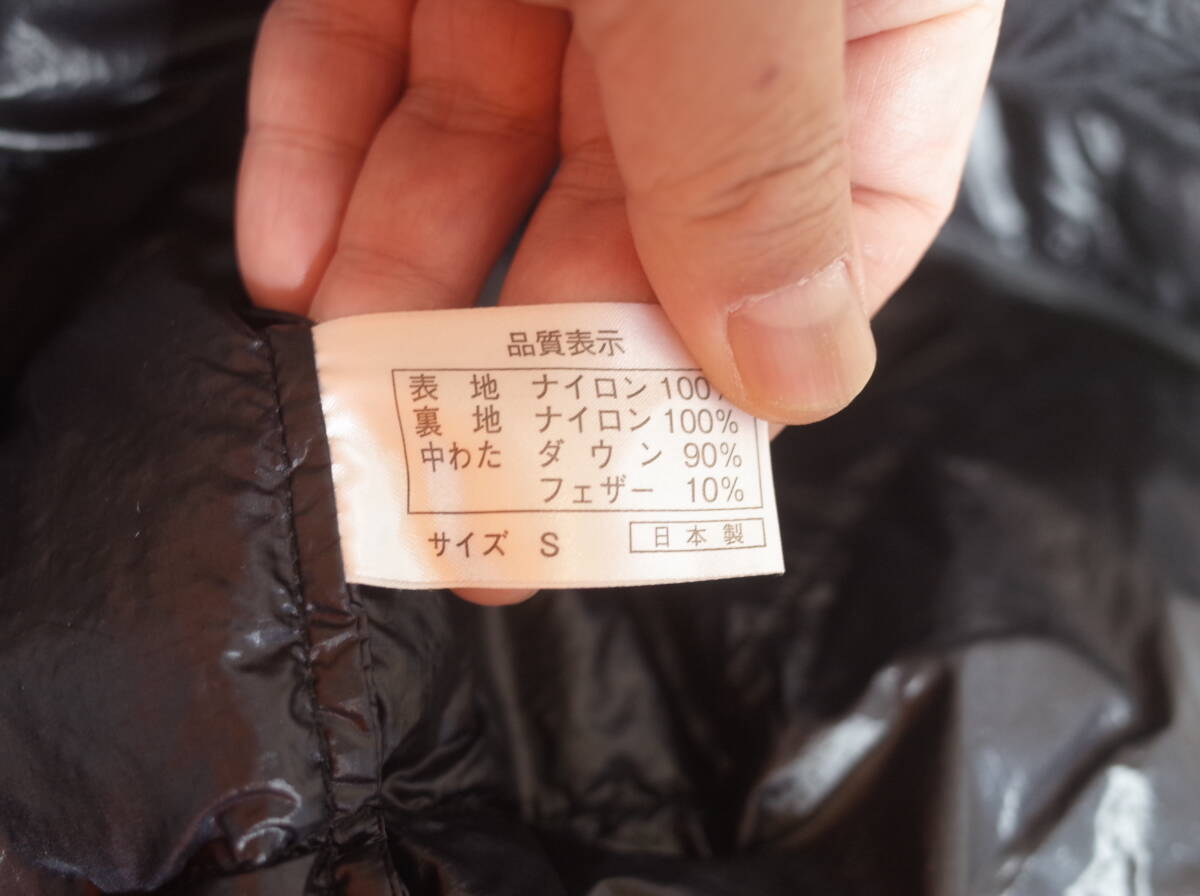 品質表示
表地 ナイロン 100%
裏地 ナイロン 100%
中わた ダウン 90%
フェザー 10%
サイズ S 日本製